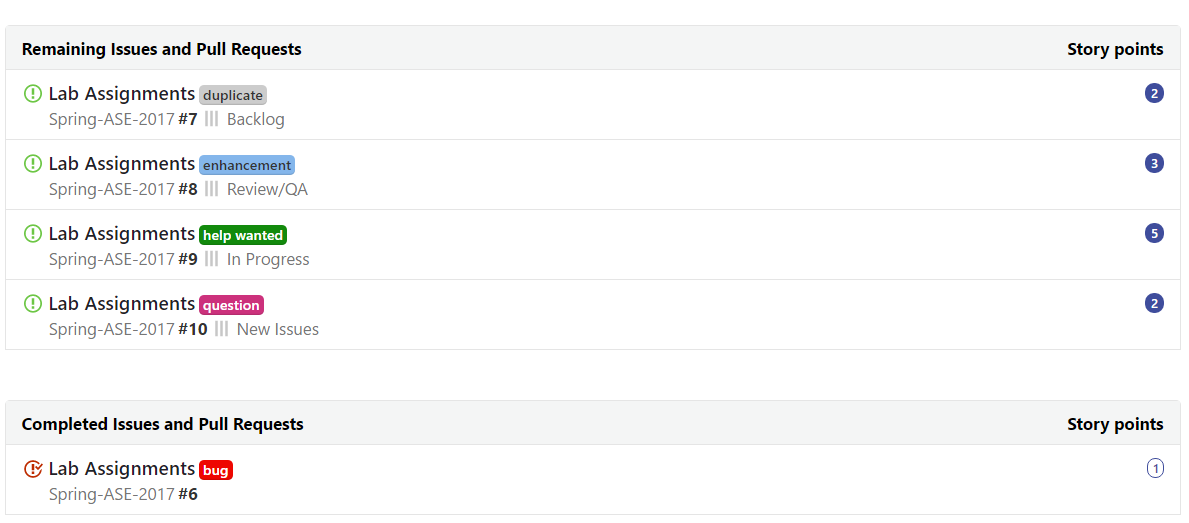 Remaining Issues and Pull Requests Story points
Lab Assignments duplicate 2
Spring-ASE-2017 #7 Backlog
Lab Assignments enhancement 3
Spring-ASE-2017 #8 Review/QA
Lab Assignments help wanted 5
Spring-ASE-2017 #9 In Progress
Lab Assignments question 2
Spring-ASE-2017 #10 New Issues
Completed Issues and Pull Requests Story points
Lab Assignments bug 1
Spring-ASE-2017 #6